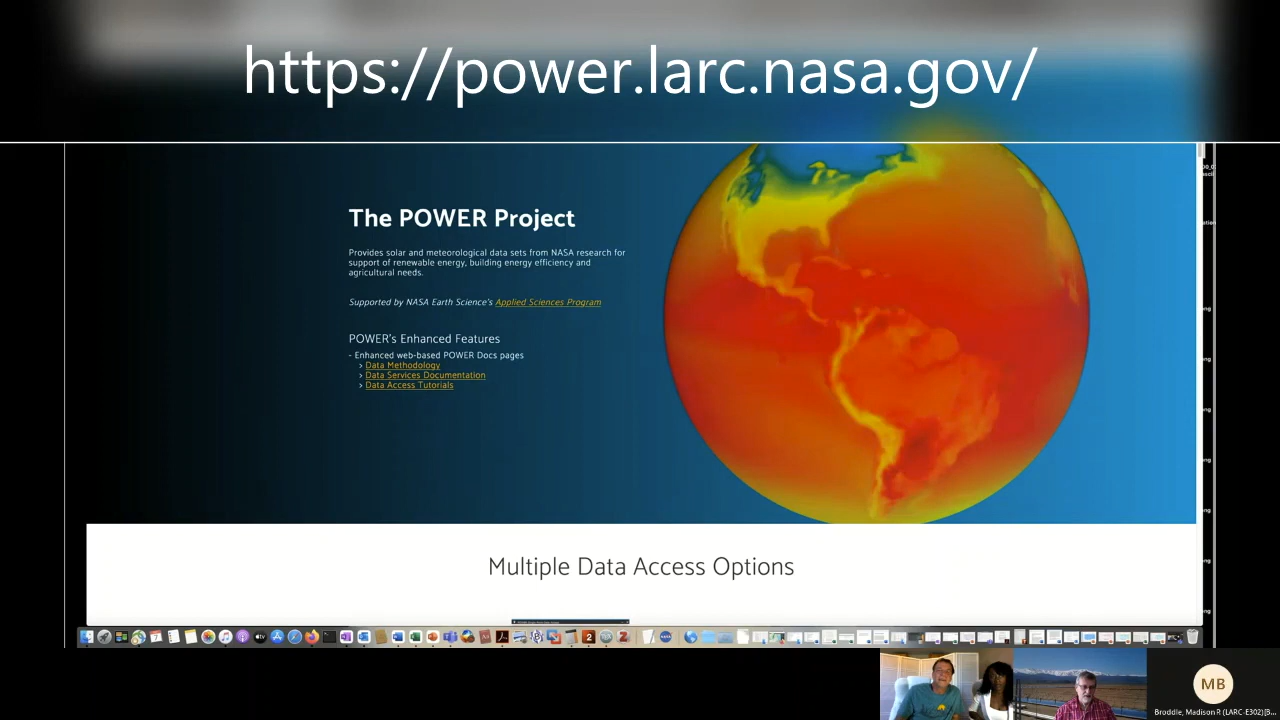 https://power.larc.nasa.gov/
The POWER Project
Provides solar and meteorological data sets from NASA research for
support of renewable energy, building energy efficiency and
agricultural needs.
Supported by NASA Earth Science's Applied Sciences Program
POWER's Enhanced Features
- Enhanced web-based POWER Docs pages
> Data Methodology
> Data Services Documentation
> Data Access Tutorials
Multiple Data Access Options
MB
Broddle, Madison R (LARC-E302)[B...